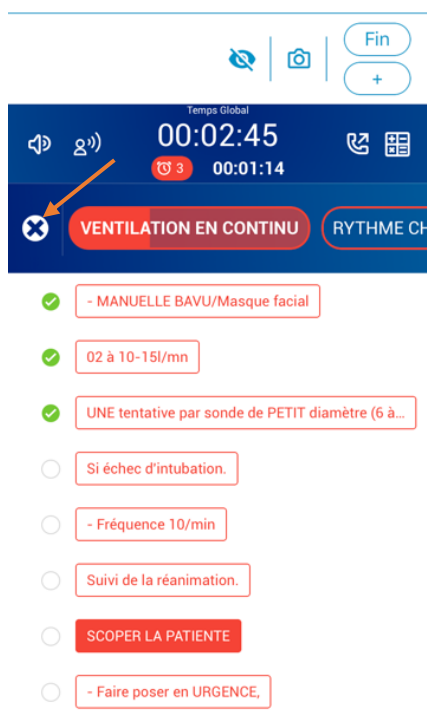 Fin
+
Temps Global
00:02:45
3 00:01:14
VENTILATION EN CONTINU RYTHME CH
- MANUELLE BAVU/Masque facial
02 à 10-15l/mn
UNE tentative par sonde de PETIT diamètre (6 à...
Si échec d'intubation.
- Fréquence 10/min
Suivi de la réanimation.
SCOPER LA PATIENTE
- Faire poser en URGENCE,